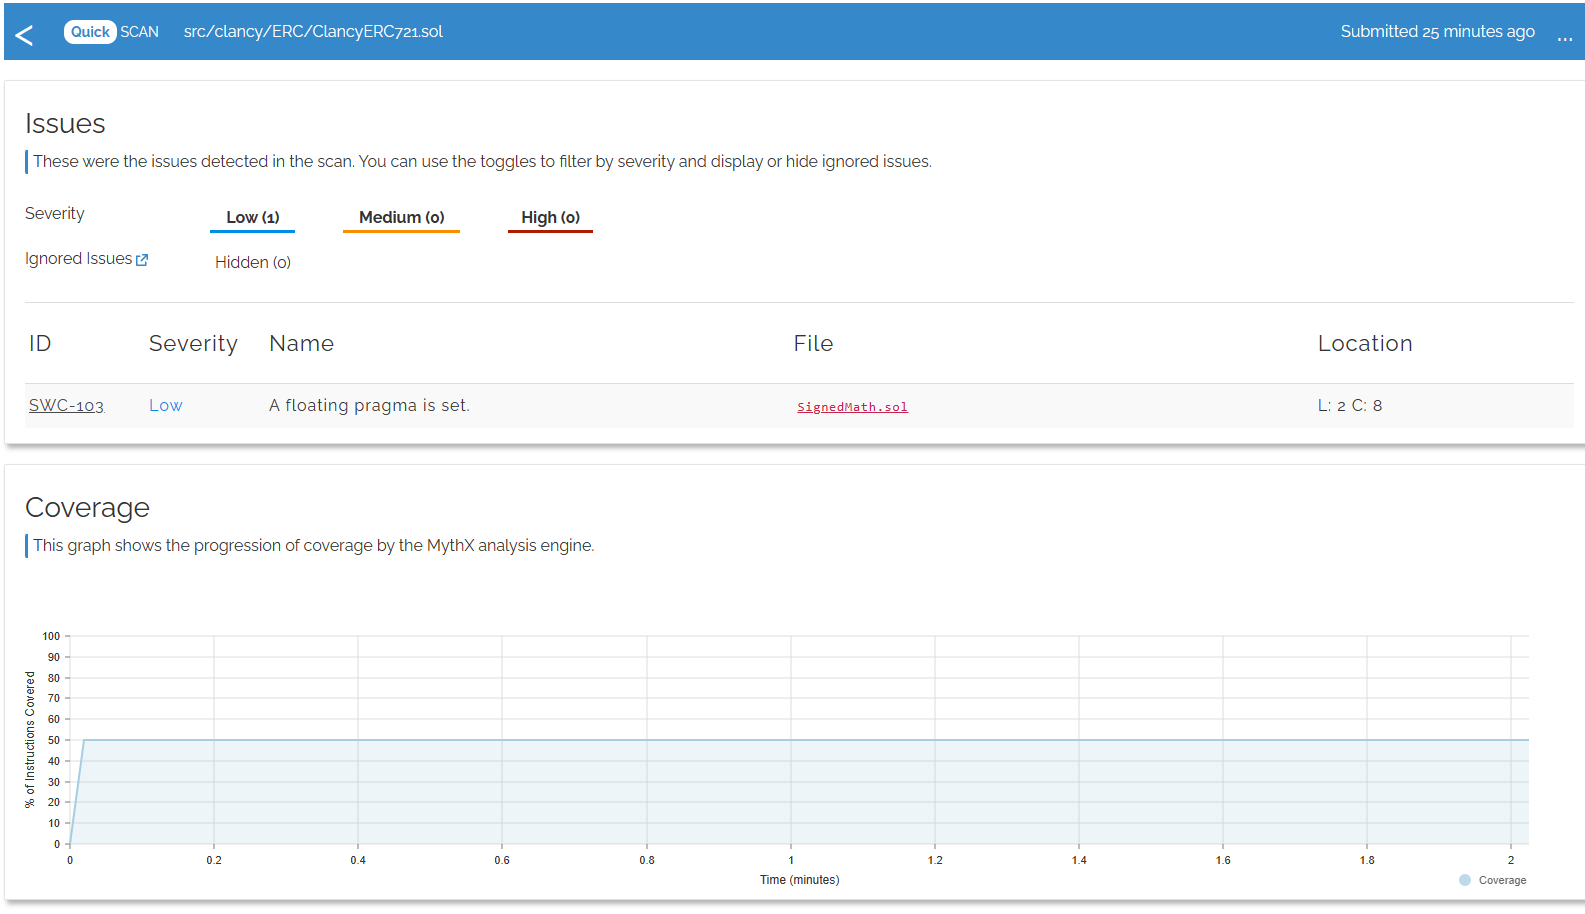 < Quick SCAN src/clancy/ERC/ClancyERC721.sol Submitted 25 minutes ago ...
Issues
These were the issues detected in the scan. You can use the toggles to filter by severity and display or hide ignored issues.
Severity Low (1) Medium (0) High (0)
Ignored Issues Hidden (0)
ID Severity Name File Location
SWC-103 Low A floating pragma is set. SignedMath.sol L: 2 C: 8
Coverage
This graph shows the progression of coverage by the MythX analysis engine.
% of Instructions Covered
100
90
80
70
60
50
40
30
20
10
0
0 0.2 0.4 0.6 0.8 1 1.2 1.4 1.6 1.8 2
Time (minutes)
Coverage